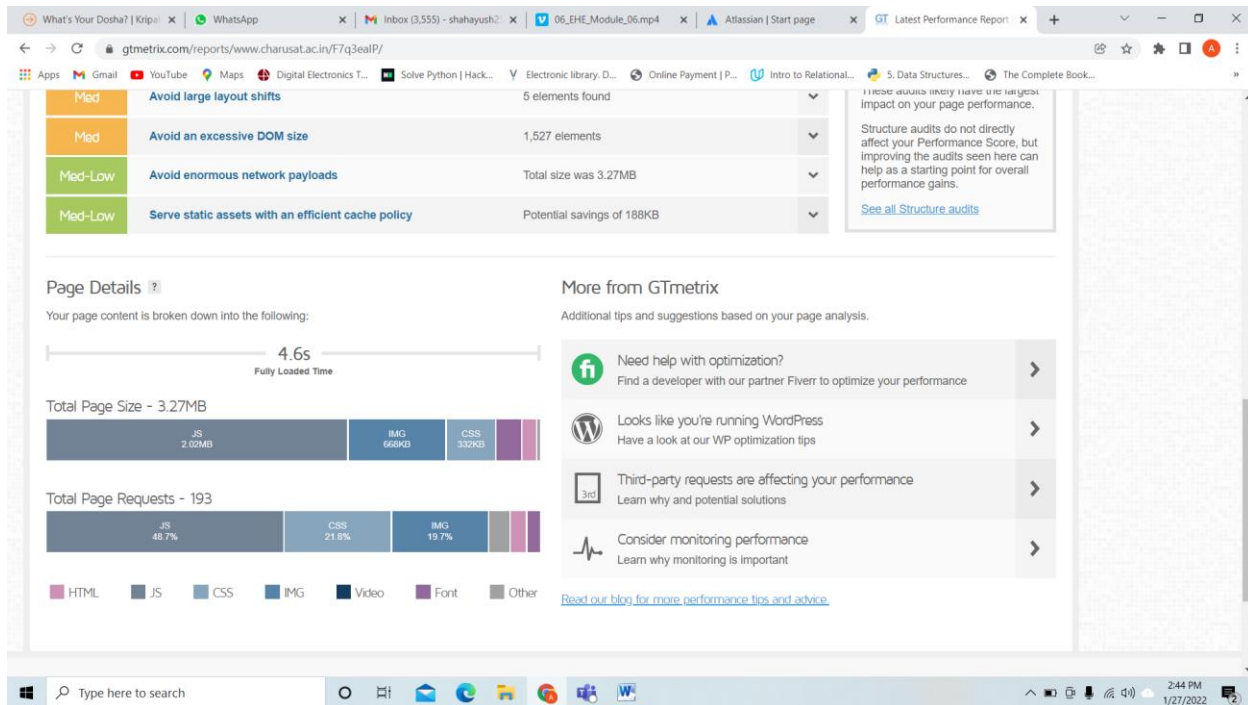 What's Your Dosha? | Kripal
WhatsApp
Inbox (3,555) - shahayush2
06_EHE_Module_06.mp4
Atlassian | Start page
GT Latest Performance Report
gtmetrix.com/reports/www.charusat.ac.in/F7q3ealP/
A
Apps Gmail YouTube Maps Digital Electronics T... Solve Python | Hack... Electronic library. D... Online Payment | P... Intro to Relational... 5. Data Structures... The Complete Book...
Med Avoid large layout shifts 5 elements found
Med Avoid an excessive DOM size 1,527 elements
Med-Low Avoid enormous network payloads Total size was 3.27MB
Med-Low Serve static assets with an efficient cache policy Potential savings of 188KB
These audits likely have the largest
impact on your page performance.
Structure audits do not directly
affect your Performance Score, but
improving the audits seen here can
help as a starting point for overall
performance gains.
See all Structure audits
Page Details ?
Your page content is broken down into the following:
4.6s
Fully Loaded Time
Total Page Size - 3.27MB
JS IMG CSS
2.02MB 668KB 332KB
Total Page Requests - 193
JS CSS IMG
48.7% 21.8% 19.7%
HTML JS CSS IMG Video Font Other
More from GTmetrix
Additional tips and suggestions based on your page analysis.
fi
Need help with optimization?
Find a developer with our partner Fiverr to optimize your performance
Looks like you're running WordPress
Have a look at our WP optimization tips
3rd
Third-party requests are affecting your performance
Learn why and potential solutions
Consider monitoring performance
Learn why monitoring is important
Read our blog for more performance tips and advice.
Type here to search
2:44 PM
1/27/2022
2